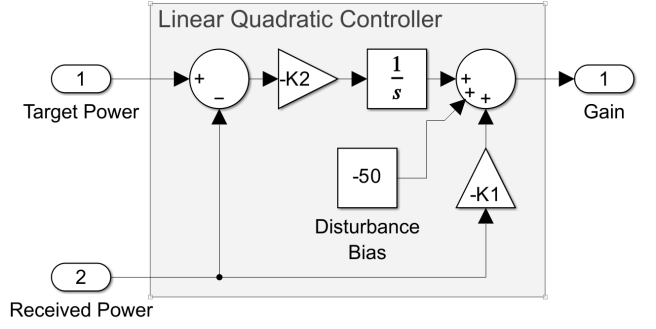 Linear Quadratic Controller
1
Target Power
+
−
-K2
1
s
+
+
+
1
Gain
-50
Disturbance
Bias
-K1
2
Received Power